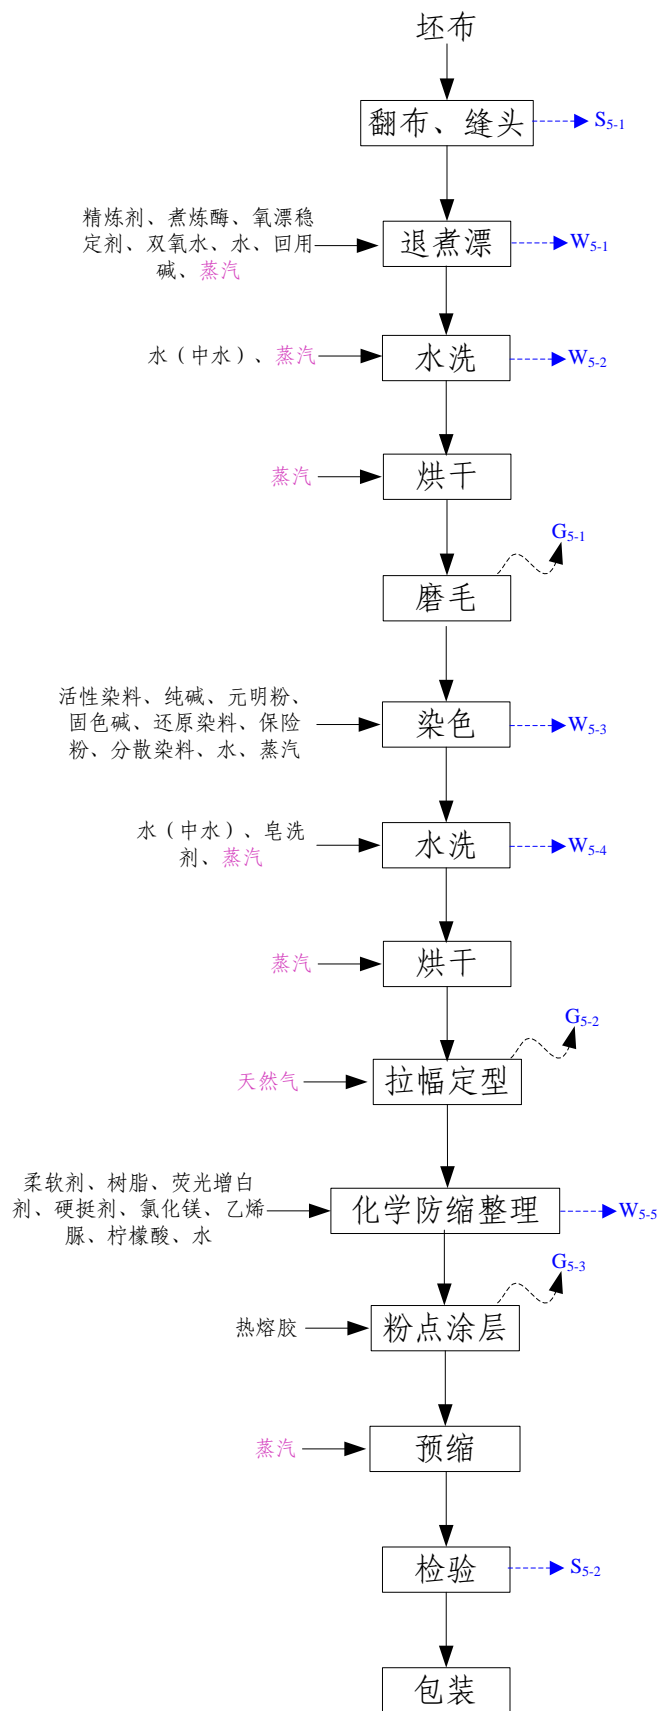 坯布
翻布、缝头
S5-1
精炼剂、煮炼酶、氧漂稳
定剂、双氧水、水、回用
碱、蒸汽
退煮漂
W5-1
水（中水）、蒸汽
水洗
W5-2
蒸汽
烘干
G5-1
磨毛
活性染料、纯碱、元明粉、
固色碱、还原染料、保险
粉、分散染料、水、蒸汽
染色
W5-3
水（中水）、皂洗
剂、蒸汽
水洗
W5-4
蒸汽
烘干
G5-2
天然气
拉幅定型
柔软剂、树脂、荧光增白
剂、硬挺剂、氯化镁、乙烯
脲、柠檬酸、水
化学防缩整理
W5-5
G5-3
热熔胶
粉点涂层
蒸汽
预缩
检验
S5-2
包装